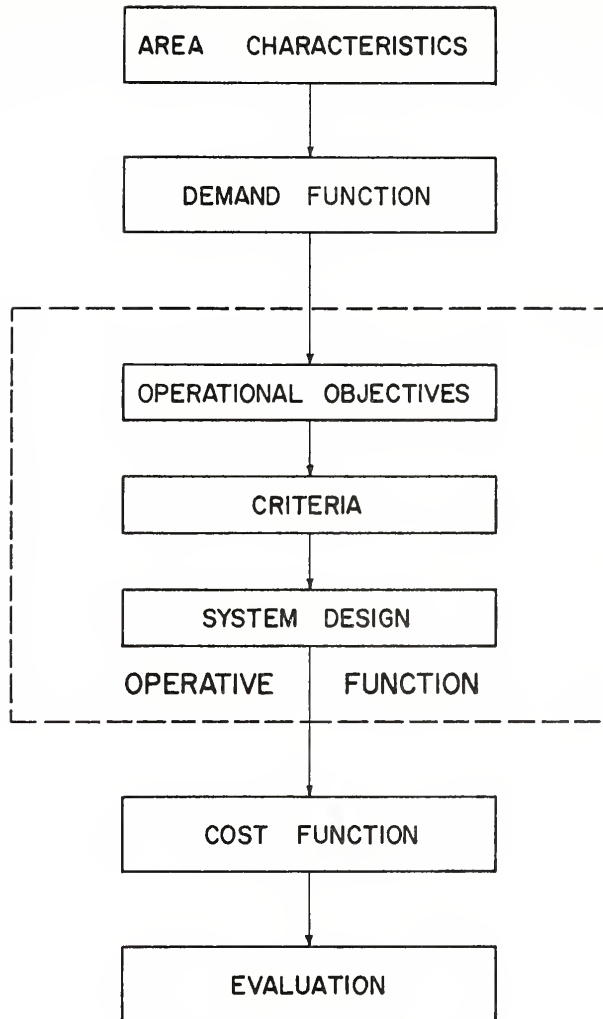 AREA CHARACTERISTICS
DEMAND FUNCTION
OPERATIONAL OBJECTIVES
CRITERIA
SYSTEM DESIGN
OPERATIVE FUNCTION
COST FUNCTION
EVALUATION